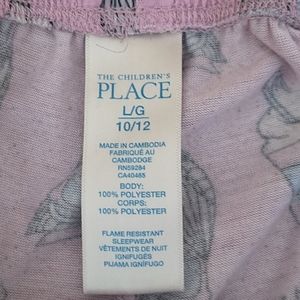 THE CHILDREN'S
PLACE
L/G
10/12
MADE IN CAMBODIA
FABRIQUÉ AU
CAMBODGE
RN59284
CA40465
BODY:
100% POLYESTER
CORPS:
100% POLYESTER
FLAME RESISTANT
SLEEPWEAR
VÊTEMENTS DE NUIT
IGNIFUGÉS
PIJAMA IGNÍFUGO